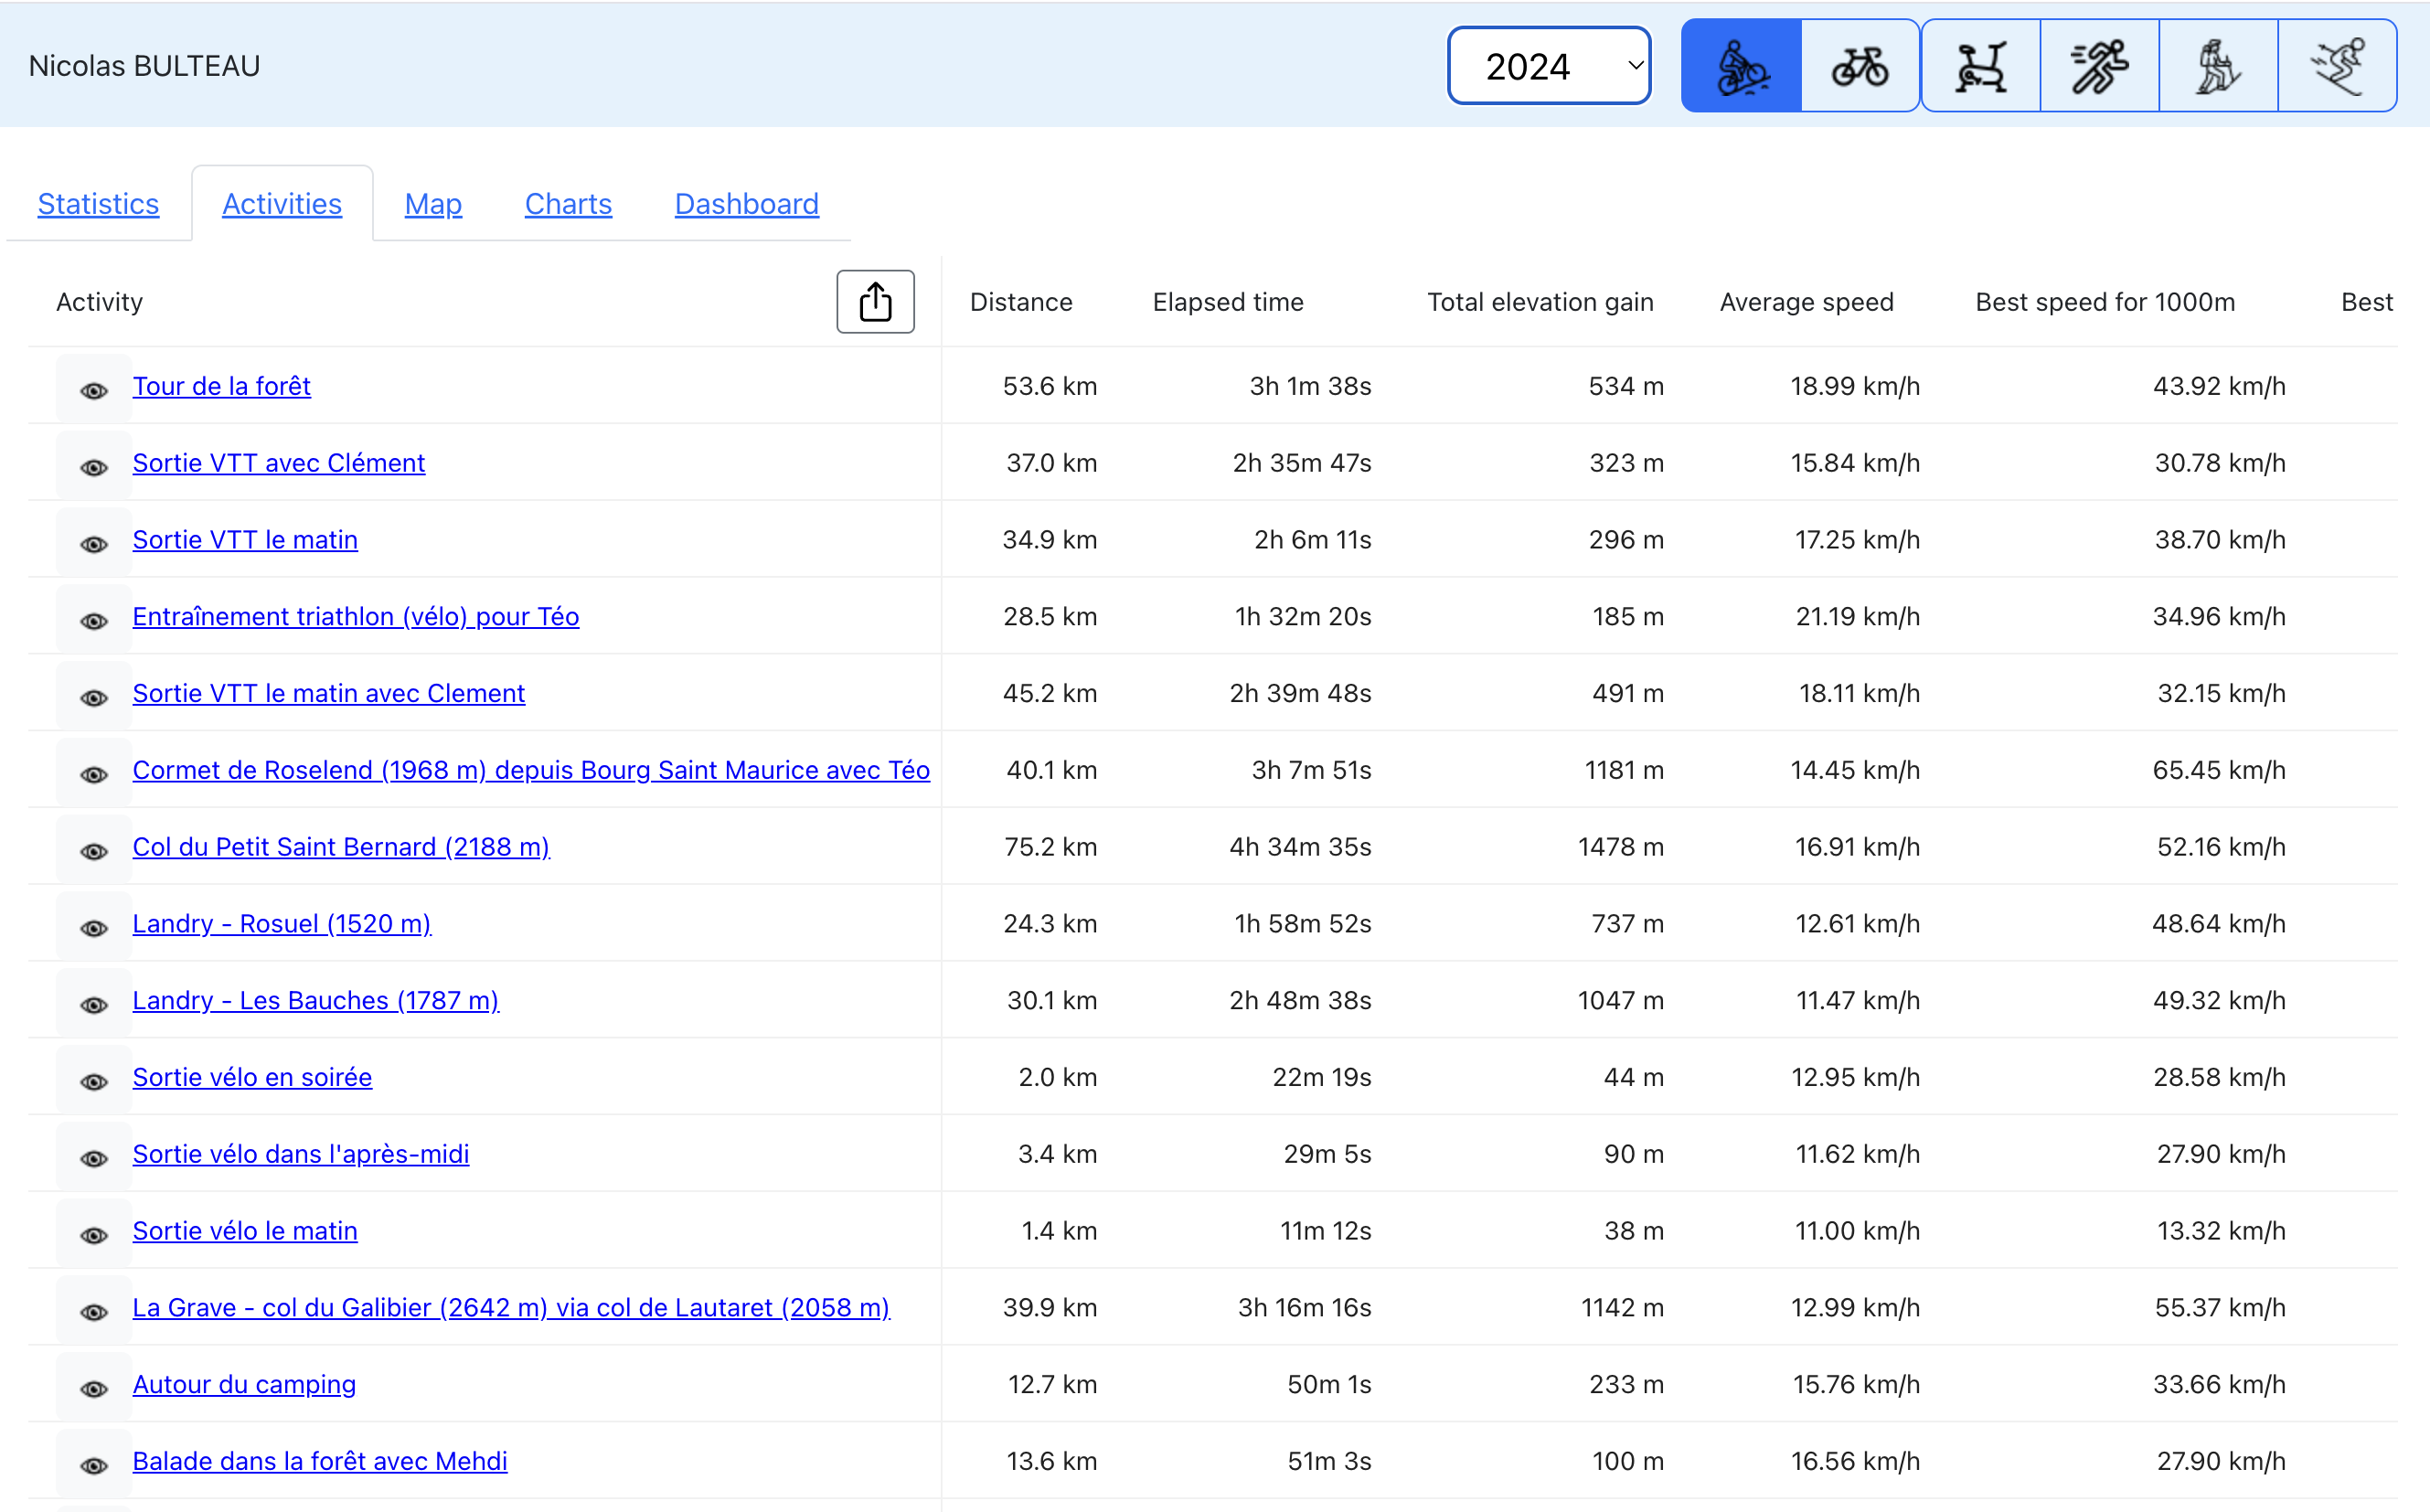 Nicolas BULTEAU 2024
Statistics Activities Map Charts Dashboard
Activity Distance Elapsed time Total elevation gain Average speed Best speed for 1000m Best
Tour de la forêt 53.6 km 3h 1m 38s 534 m 18.99 km/h 43.92 km/h
Sortie VTT avec Clément 37.0 km 2h 35m 47s 323 m 15.84 km/h 30.78 km/h
Sortie VTT le matin 34.9 km 2h 6m 11s 296 m 17.25 km/h 38.70 km/h
Entraînement triathlon (vélo) pour Téo 28.5 km 1h 32m 20s 185 m 21.19 km/h 34.96 km/h
Sortie VTT le matin avec Clement 45.2 km 2h 39m 48s 491 m 18.11 km/h 32.15 km/h
Cormet de Roselend (1968 m) depuis Bourg Saint Maurice avec Téo 40.1 km 3h 7m 51s 1181 m 14.45 km/h 65.45 km/h
Col du Petit Saint Bernard (2188 m) 75.2 km 4h 34m 35s 1478 m 16.91 km/h 52.16 km/h
Landry - Rosuel (1520 m) 24.3 km 1h 58m 52s 737 m 12.61 km/h 48.64 km/h
Landry - Les Bauches (1787 m) 30.1 km 2h 48m 38s 1047 m 11.47 km/h 49.32 km/h
Sortie vélo en soirée 2.0 km 22m 19s 44 m 12.95 km/h 28.58 km/h
Sortie vélo dans l'après-midi 3.4 km 29m 5s 90 m 11.62 km/h 27.90 km/h
Sortie vélo le matin 1.4 km 11m 12s 38 m 11.00 km/h 13.32 km/h
La Grave - col du Galibier (2642 m) via col de Lautaret (2058 m) 39.9 km 3h 16m 16s 1142 m 12.99 km/h 55.37 km/h
Autour du camping 12.7 km 50m 1s 233 m 15.76 km/h 33.66 km/h
Balade dans la forêt avec Mehdi 13.6 km 51m 3s 100 m 16.56 km/h 27.90 km/h